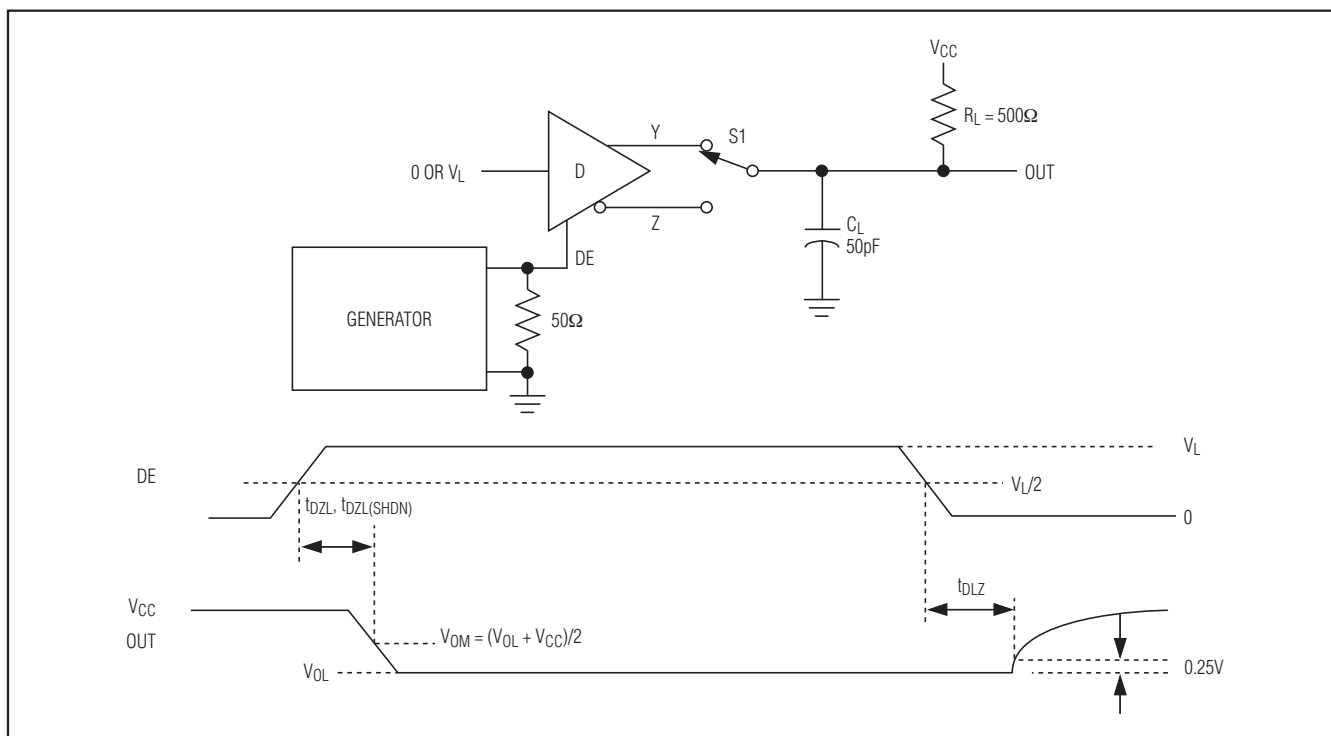 VCC
RL = 500Ω
Y
S1
0 OR VL
D
OUT
Z
CL
50pF
DE
GENERATOR
50Ω
VL
DE
VL/2
tDZL, tDZL(SHDN)
0
tDLZ
VCC
OUT
VOM = (VOL + VCC)/2
VOL
0.25V